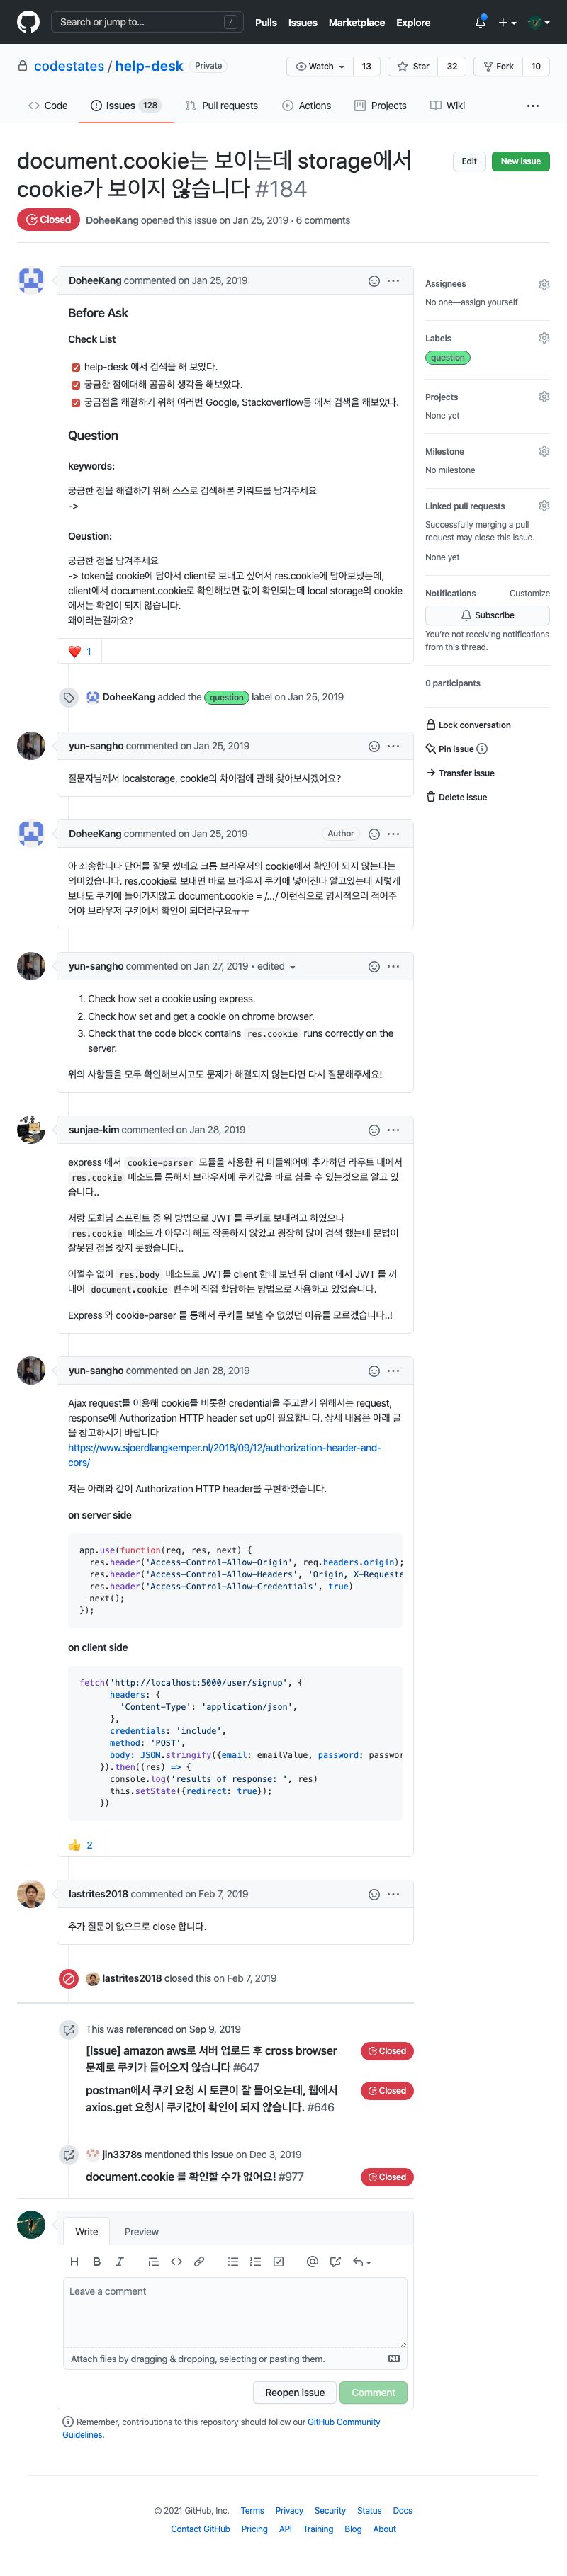 Search or jump to... /
Pulls Issues Marketplace Explore
codestates / help-desk Private
Watch 13 Star 32 Fork 10
Code Issues 128 Pull requests Actions Projects Wiki ...
document.cookie는 보이는데 storage에서
cookie가 보이지 않습니다 #184
Edit New issue
Closed DoheeKang opened this issue on Jan 25, 2019 · 6 comments
DoheeKang commented on Jan 25, 2019
Before Ask
Check List
help-desk 에서 검색을 해 보았다.
궁금한 점에대해 곰곰히 생각을 해보았다.
궁금점을 해결하기 위해 여러번 Google, Stackoverflow등 에서 검색을 해보았다.
Question
keywords:
궁금한 점을 해결하기 위해 스스로 검색해본 키워드를 남겨주세요
->
Qeustion:
궁금한 점을 남겨주세요
-> token을 cookie에 담아서 client로 보내고 싶어서 res.cookie에 담아보냈는데,
client에서 document.cookie로 확인해보면 값이 확인되는데 local storage의 cookie
에서는 확인이 되지 않습니다.
왜이러는걸까요?
❤️ 1
Assignees
No one—assign yourself
Labels
question
Projects
None yet
Milestone
No milestone
Linked pull requests
Successfully merging a pull
request may close this issue.
None yet
Notifications Customize
Subscribe
You're not receiving notifications
from this thread.
0 participants
Lock conversation
Pin issue
Transfer issue
Delete issue
DoheeKang added the question label on Jan 25, 2019
yun-sangho commented on Jan 25, 2019
질문자님께서 localstorage, cookie의 차이점에 관해 찾아보시겠어요?
DoheeKang commented on Jan 25, 2019 Author
아 죄송합니다 단어를 잘못 썼네요 크롬 브라우저의 cookie에서 확인이 되지 않는다는
의미였습니다. res.cookie로 보내면 바로 브라우저 쿠키에 넣어진다 알고있는데 저렇게
보내도 쿠키에 들어가지않고 document.cookie = /.../ 이런식으로 명시적으러 적어주
어야 브라우저 쿠키에서 확인이 되더라구요ㅠㅜ
yun-sangho commented on Jan 27, 2019 • edited
1. Check how set a cookie using express.
2. Check how set and get a cookie on chrome browser.
3. Check that the code block contains res.cookie runs correctly on the
server.
위의 사항들을 모두 확인해보시고도 문제가 해결되지 않는다면 다시 질문해주세요!
sunjae-kim commented on Jan 28, 2019
express 에서 cookie-parser 모듈을 사용한 뒤 미들웨어에 추가하면 라우트 내에서
res.cookie 메소드를 통해서 브라우저에 쿠키값을 바로 심을 수 있는것으로 알고 있
습니다..
저랑 도희님 스프린트 중 위 방법으로 JWT 를 쿠키로 보내려고 하였으나
res.cookie 메소드가 아무리 해도 작동하지 않았고 굉장히 많이 검색 했는데 문법이
잘못된 점을 찾지 못했습니다..
어쩔수 없이 res.body 메소드로 JWT를 client 한테 보낸 뒤 client 에서 JWT 를 꺼
내어 document.cookie 변수에 직접 할당하는 방법으로 사용하고 있었습니다.
Express 와 cookie-parser 를 통해서 쿠키를 보낼 수 없었던 이유를 모르겠습니다..!
yun-sangho commented on Jan 28, 2019
Ajax request를 이용해 cookie를 비롯한 credential을 주고받기 위해서는 request,
response에 Authorization HTTP header set up이 필요합니다. 상세 내용은 아래 글
을 참고하시기 바랍니다
https://www.sjoerdlangkemper.nl/2018/09/12/authorization-header-and-
cors/
저는 아래와 같이 Authorization HTTP header를 구현하였습니다.
on server side
app.use(function(req, res, next) {
res.header('Access-Control-Allow-Origin', req.headers.origin);
res.header('Access-Control-Allow-Headers', 'Origin, X-Requeste
res.header('Access-Control-Allow-Credentials', true)
next();
});
on client side
fetch('http://localhost:5000/user/signup', {
headers: {
'Content-Type': 'application/json',
},
credentials: 'include',
method: 'POST',
body: JSON.stringify({email: emailValue, password: passwor
}).then((res) => {
console.log('results of response: ', res)
this.setState({redirect: true});
})
👍 2
lastrites2018 commented on Feb 7, 2019
추가 질문이 없으므로 close 합니다.
lastrites2018 closed this on Feb 7, 2019
This was referenced on Sep 9, 2019
[Issue] amazon aws로 서버 업로드 후 cross browser
문제로 쿠키가 들어오지 않습니다 #647
Closed
postman에서 쿠키 요청 시 토큰이 잘 들어오는데, 웹에서
axios.get 요청시 쿠키값이 확인이 되지 않습니다. #646
Closed
jin3378s mentioned this issue on Dec 3, 2019
document.cookie 를 확인할 수가 없어요! #977
Closed
Write Preview
Leave a comment
Attach files by dragging & dropping, selecting or pasting them.
Reopen issue Comment
Remember, contributions to this repository should follow our GitHub Community
Guidelines.
© 2021 GitHub, Inc. Terms Privacy Security Status Docs
Contact GitHub Pricing API Training Blog About